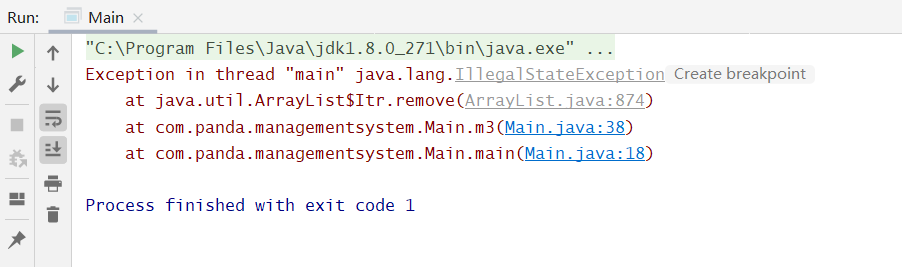 Run: Main
"C:\Program Files\Java\jdk1.8.0_271\bin\java.exe" ...
Exception in thread "main" java.lang.IllegalStateException Create breakpoint
at java.util.ArrayList$Itr.remove(ArrayList.java:874)
at com.panda.managementsystem.Main.m3(Main.java:38)
at com.panda.managementsystem.Main.main(Main.java:18)
Process finished with exit code 1